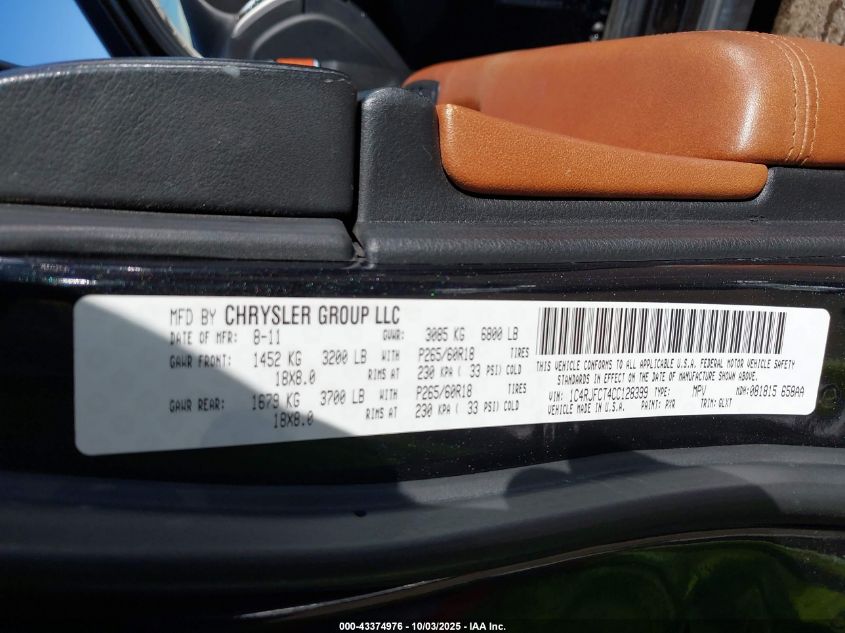 MFD BY CHRYSLER GROUP LLC
DATE OF MFR: 8-11 GVWR: 3085 KG 6800 LB
GAWR FRONT: 1452 KG 3200 LB WITH P265/60R18 TIRES
18X8.0 RIMS AT 230 KPA ( 33 PSI) COLD
GAWR REAR: 1679 KG 3700 LB WITH P265/60R18 TIRES
18X8.0 RIMS AT 230 KPA ( 33 PSI) COLD
THIS VEHICLE CONFORMS TO ALL APPLICABLE U.S.A. FEDERAL MOTOR VEHICLE SAFETY
STANDARDS IN EFFECT ON THE DATE OF MANUFACTURE SHOWN ABOVE.
VIN: 1C4RJFCT4CC128399 TYPE: MPV MDH: 081815 658AA
VEHICLE MADE IN U.S.A. PAINT: PXR TRIM: GLXT
000-43374976 - 10/03/2025 - IAA Inc.